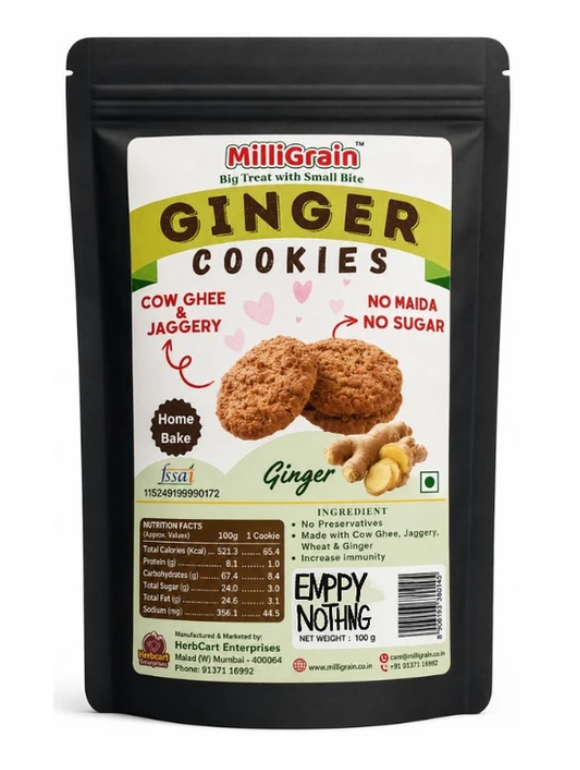 MilliGrain™
Big Treat with Small Bite
GINGER
COOKIES
COW GHEE
&
JAGGERY
NO MAIDA
NO SUGAR
Home
Bake
fssai
115249199990172
Ginger
INGREDIENT
• No Preservatives
• Made with Cow Ghee, Jaggery,
Wheat & Ginger
• Increase immunity
NUTRITION FACTS
(Approx. Values) 100g 1 Cookie
Total Calories (Kcal) ... 521.3 ........ 65.4
Protein (g) ........ 8.1 ........ 1.0
Carbohydrates (g) ........ 67.4 ........ 8.4
Total Sugar (g) ........ 24.0 ........ 3.0
Total Fat (g) ........ 24.6 ........ 3.1
Sodium (mg) ........ 356.1 ........ 44.5
EMPPY
NOTHNG
NET WEIGHT : 100 g
Herbcart
Enterprises
Manufactured & Marketed by:
HerbCart Enterprises
Malad (W) Mumbai - 400064
Phone: 91371 16992
www.milligrain.co.in
care@milligrain.co.in
+91 91371 16992